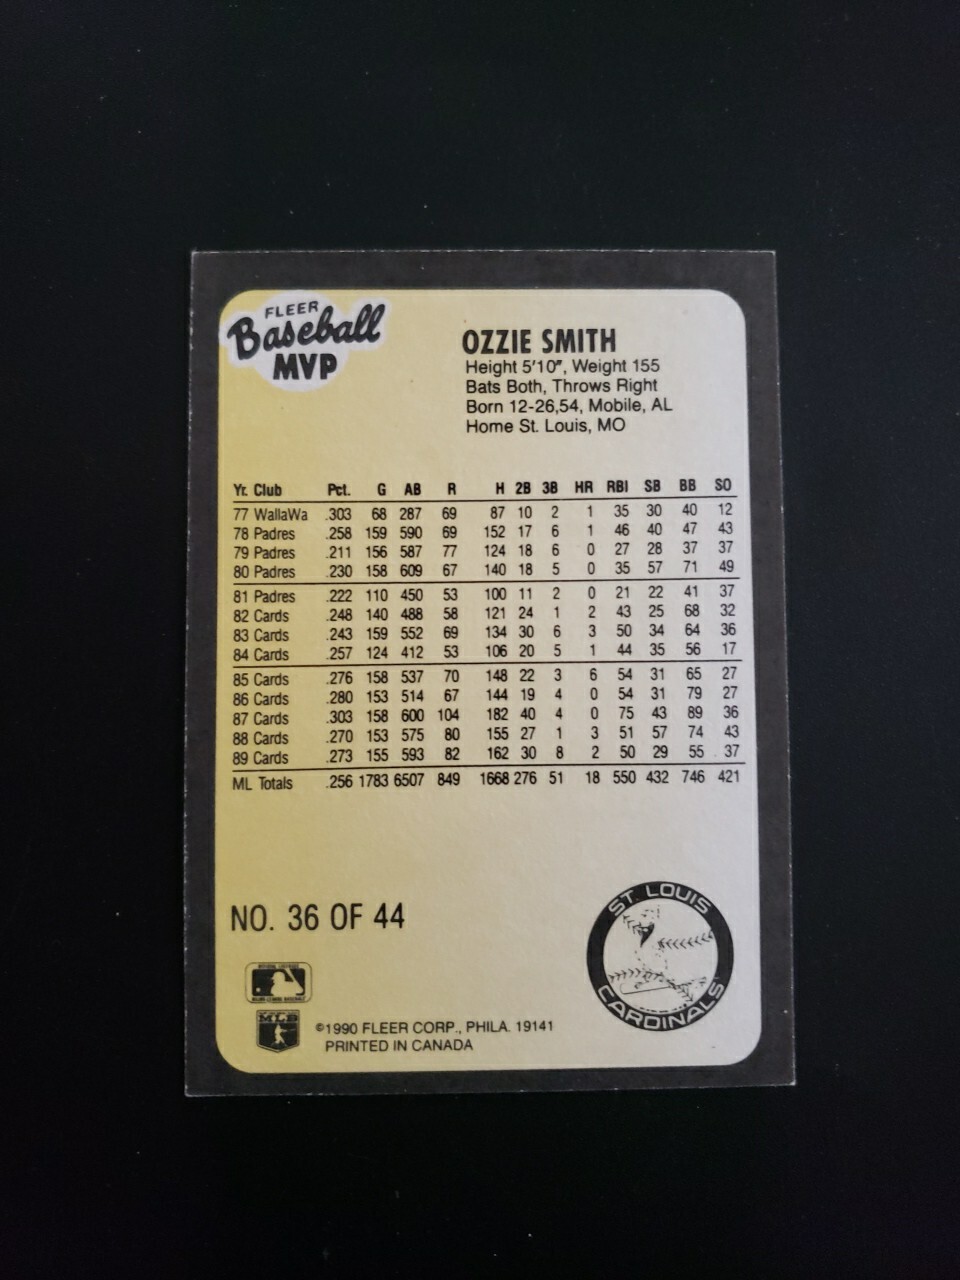 FLEER
Baseball
MVP
OZZIE SMITH
Height 5'10", Weight 155
Bats Both, Throws Right
Born 12-26,54, Mobile, AL
Home St. Louis, MO
Yr. Club Pct. G AB R H 2B 3B HR RBI SB BB SO
77 WallaWa .303 68 287 69 87 10 2 1 35 30 40 12
78 Padres .258 159 590 69 152 17 6 1 46 40 47 43
79 Padres .211 156 587 77 124 18 6 0 27 28 37 37
80 Padres .230 158 609 67 140 18 5 0 35 57 71 49
81 Padres .222 110 450 53 100 11 2 0 21 22 41 37
82 Cards .248 140 488 58 121 24 1 2 43 25 68 32
83 Cards .243 159 552 69 134 30 6 3 50 34 64 36
84 Cards .257 124 412 53 106 20 5 1 44 35 56 17
85 Cards .276 158 537 70 148 22 3 6 54 31 65 27
86 Cards .280 153 514 67 144 19 4 0 54 31 79 27
87 Cards .303 158 600 104 182 40 4 0 75 43 89 36
88 Cards .270 153 575 80 155 27 1 3 51 57 74 43
89 Cards .273 155 593 82 162 30 8 2 50 29 55 37
ML Totals .256 1783 6507 849 1668 276 51 18 550 432 746 421
NO. 36 OF 44
ST. LOUIS
CARDINALS
MLB
©1990 FLEER CORP., PHILA. 19141
PRINTED IN CANADA